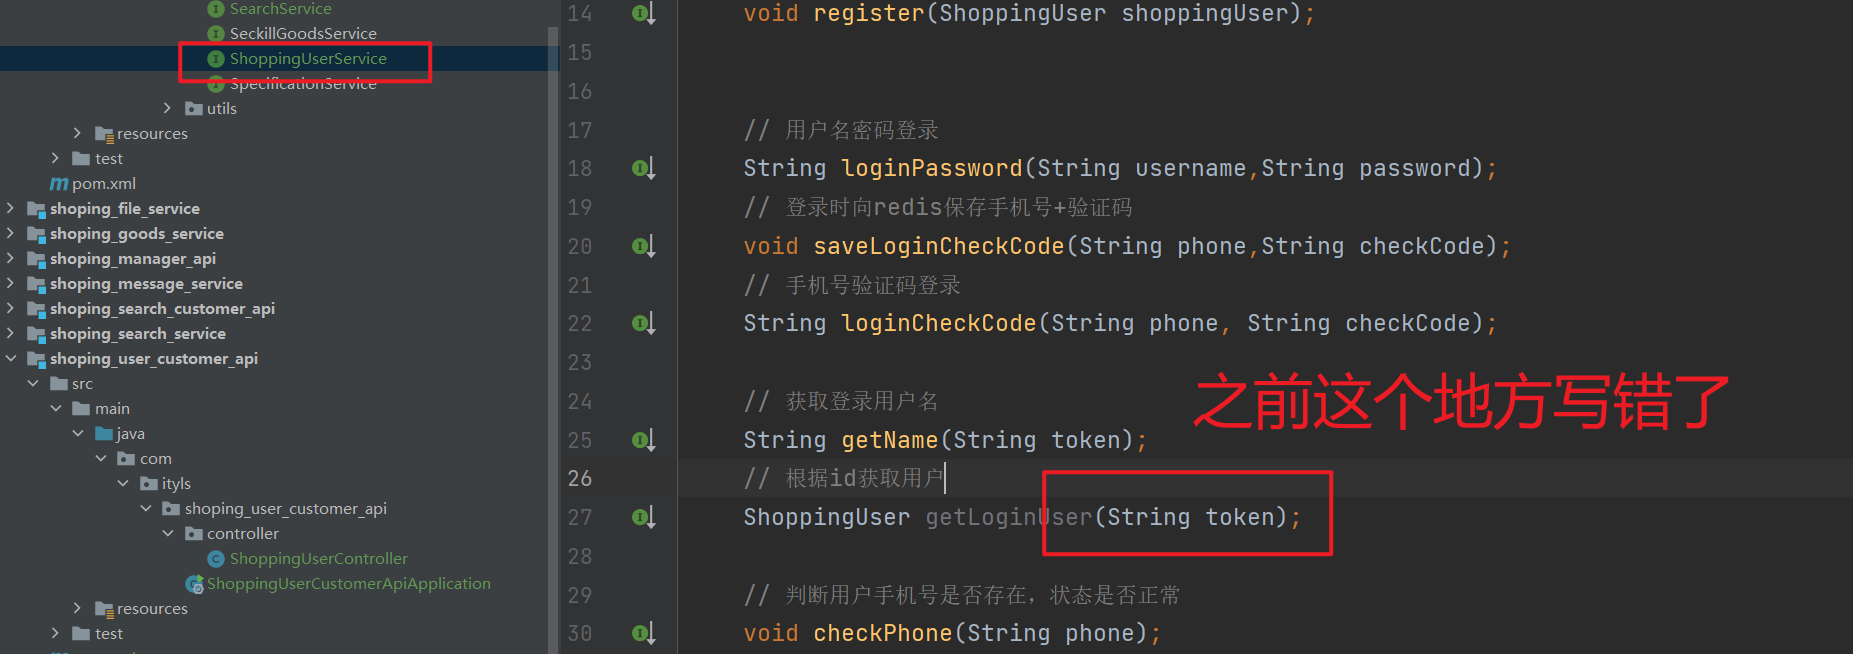 SearchService
SeckillGoodsService
ShoppingUserService
SpecificationService
utils
resources
test
pom.xml
shoping_file_service
shoping_goods_service
shoping_manager_api
shoping_message_service
shoping_search_customer_api
shoping_search_service
shoping_user_customer_api
src
main
java
com
ityls
shoping_user_customer_api
controller
ShoppingUserController
ShoppingUserCustomerApiApplication
resources
test
14 void register(ShoppingUser shoppingUser);
15
16
17 // 用户名密码登录
18 String loginPassword(String username,String password);
19 // 登录时向redis保存手机号+验证码
20 void saveLoginCheckCode(String phone,String checkCode);
21 // 手机号验证码登录
22 String loginCheckCode(String phone, String checkCode);
23
24 // 获取登录用户名
25 String getName(String token);
26 // 根据id获取用户
27 ShoppingUser getLoginUser(String token);
28
29 // 判断用户手机号是否存在，状态是否正常
30 void checkPhone(String phone);
之前这个地方写错了